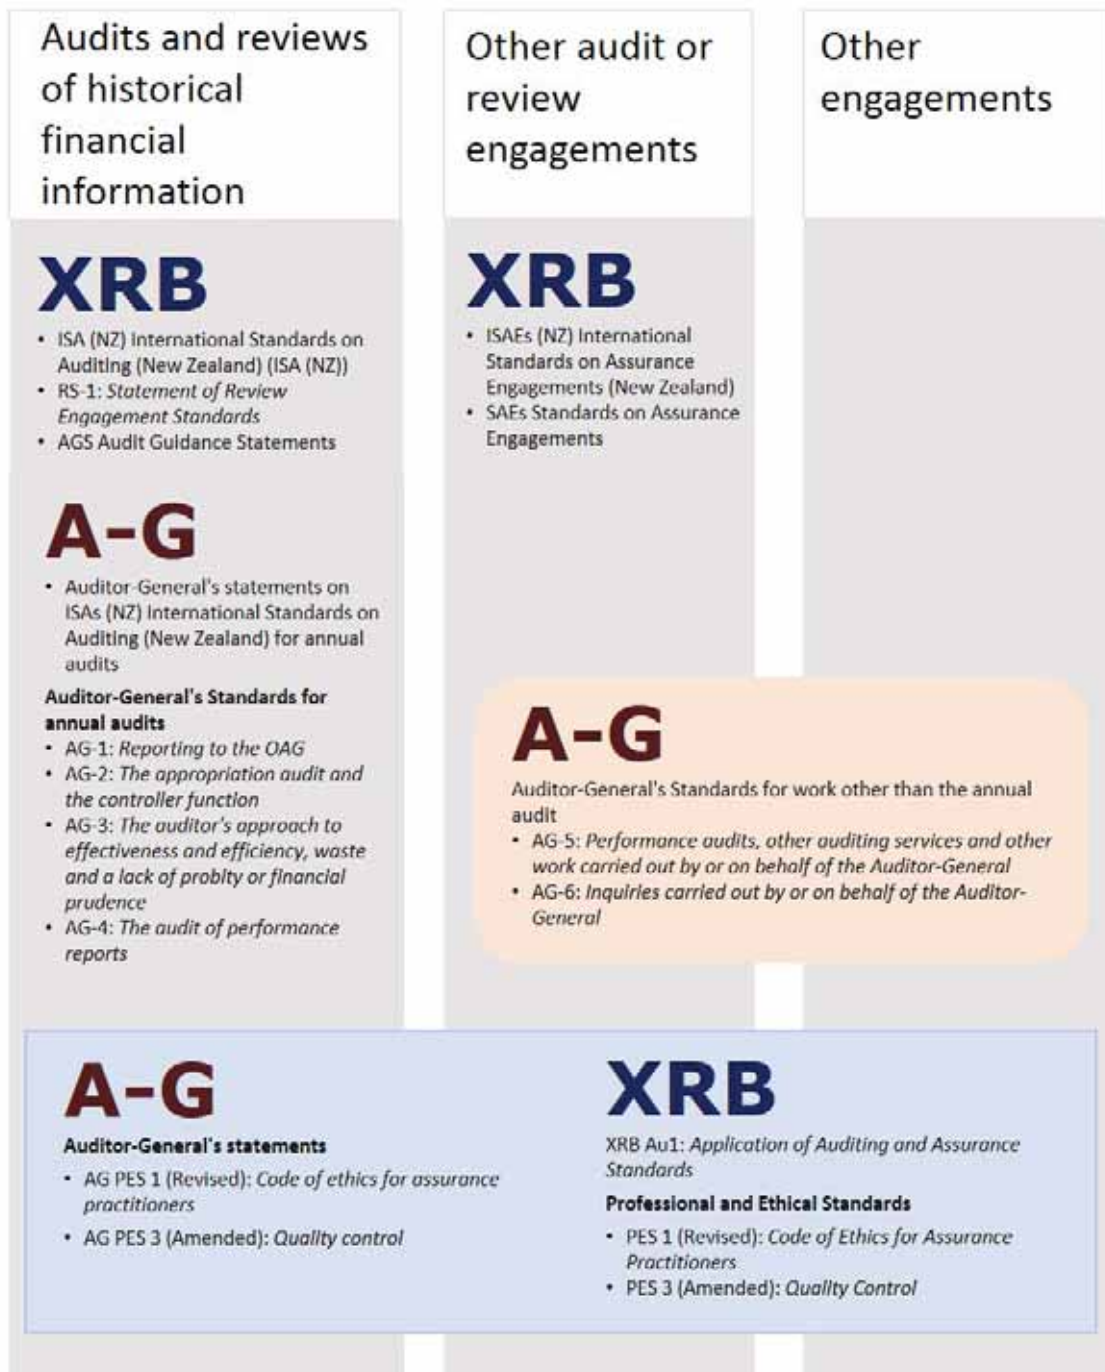 Audits and reviews
of historical
financial
information
Other audit or
review
engagements
Other
engagements
XRB
• ISA (NZ) International Standards on
Auditing (New Zealand) (ISA (NZ))
• RS-1: Statement of Review
Engagement Standards
• AGS Audit Guidance Statements
XRB
• ISAEs (NZ) International
Standards on Assurance
Engagements (New Zealand)
• SAEs Standards on Assurance
Engagements
A-G
• Auditor-General's statements on
ISAs (NZ) International Standards on
Auditing (New Zealand) for annual
audits
Auditor-General's Standards for
annual audits
• AG-1: Reporting to the OAG
• AG-2: The appropriation audit and
the controller function
• AG-3: The auditor's approach to
effectiveness and efficiency, waste
and a lack of probity or financial
prudence
• AG-4: The audit of performance
reports
A-G
Auditor-General's Standards for work other than the annual
audit
• AG-5: Performance audits, other auditing services and other
work carried out by or on behalf of the Auditor-General
• AG-6: Inquiries carried out by or on behalf of the Auditor-
General
A-G
Auditor-General's statements
• AG PES 1 (Revised): Code of ethics for assurance
practitioners
• AG PES 3 (Amended): Quality control
XRB
XRB Au1: Application of Auditing and Assurance
Standards
Professional and Ethical Standards
• PES 1 (Revised): Code of Ethics for Assurance
Practitioners
• PES 3 (Amended): Quality Control